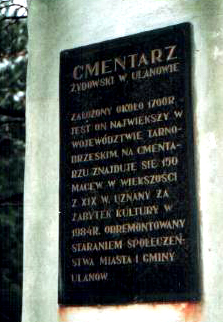 CMENTARZ
ŻYDOWSKI W ULANOWIE
ZAŁOŻONY OKOŁO 1700R.
JEST ON NAJWIĘKSZY W
WOJEWÓDZTWIE TARNO-
BRZESKIM. NA CMENTA-
RZU ZNAJDUJE SIĘ 150
MACEW W WIĘKSZOŚCI
Z XIX W. UZNANY ZA
ZABYTEK KULTURY W
1984R. ODREMONTOWANY
STARANIEM SPOŁECZEŃ-
STWA MIASTA I GMINY
ULANÓW